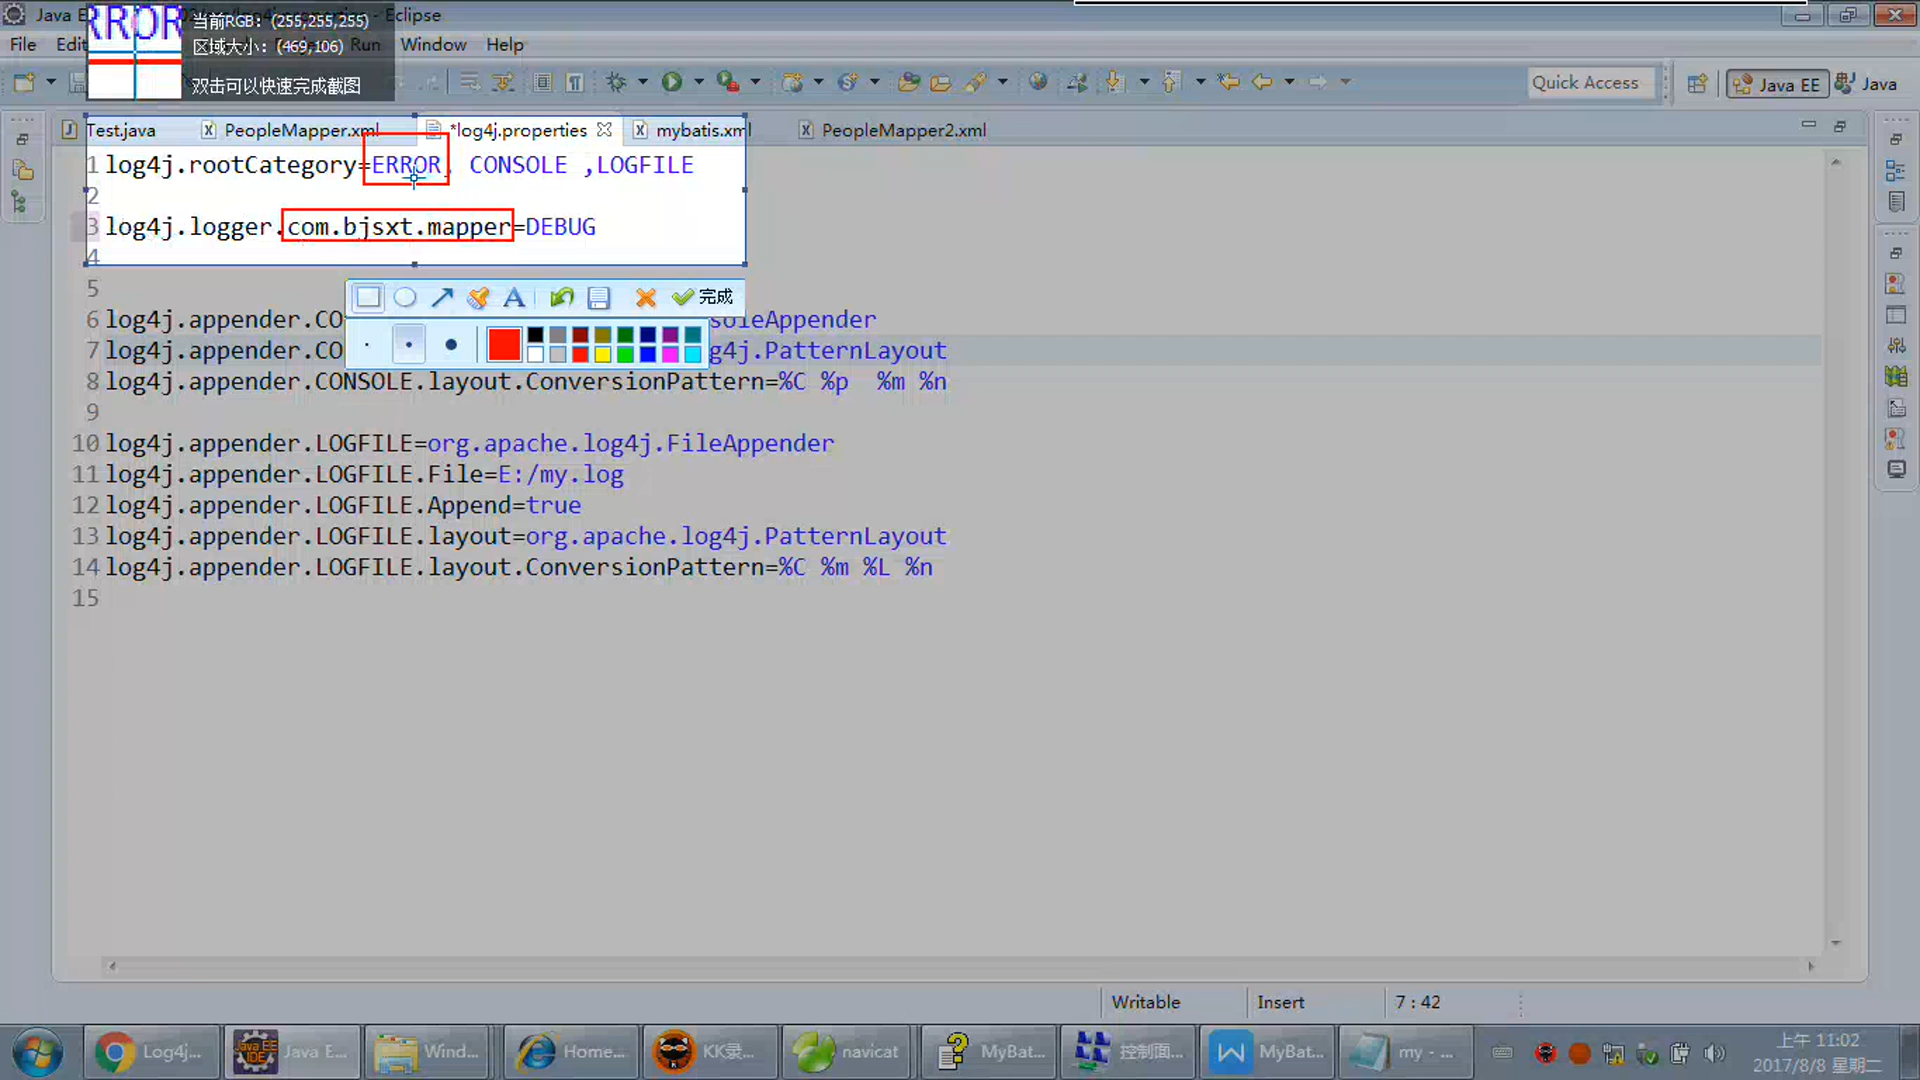 Java E
- Eclipse
RROR
当前RGB：(255,255,255)
区域大小：(469,106)
双击可以快速完成截图
File Edit Run Window Help
Quick Access
Java EE
Java
Test.java
PeopleMapper.xml
*log4j.properties
mybatis.xml
PeopleMapper2.xml
1 log4j.rootCategory=ERROR, CONSOLE ,LOGFILE
2
3 log4j.logger.com.bjsxt.mapper=DEBUG
4
5
完成
6 log4j.appender.CO soleAppender
7 log4j.appender.CO g4j.PatternLayout
8 log4j.appender.CONSOLE.layout.ConversionPattern=%C %p  %m %n
9
10 log4j.appender.LOGFILE=org.apache.log4j.FileAppender
11 log4j.appender.LOGFILE.File=E:/my.log
12 log4j.appender.LOGFILE.Append=true
13 log4j.appender.LOGFILE.layout=org.apache.log4j.PatternLayout
14 log4j.appender.LOGFILE.layout.ConversionPattern=%C %m %L %n
15
Writable
Insert
7 : 42
Log4j...
Java E...
Wind...
Home...
KK录...
navicat
MyBat...
控制面...
MyBat...
my - ...
上午 11:02
2017/8/8 星期二